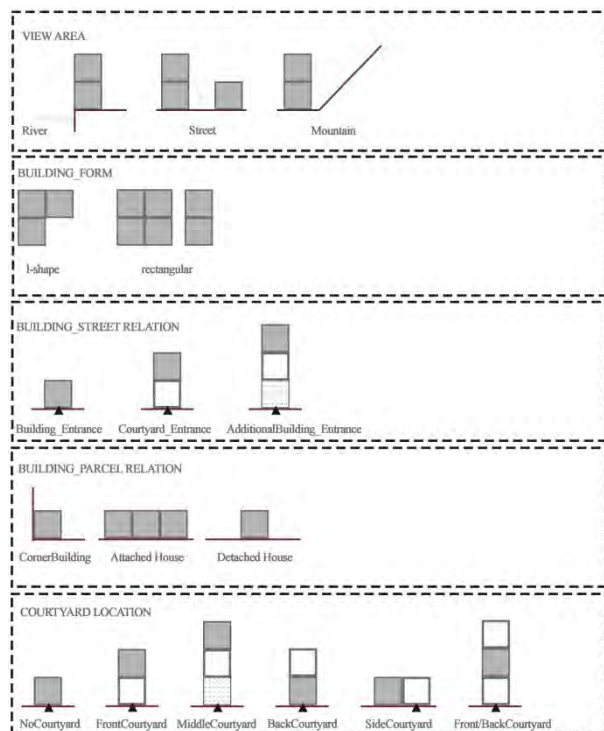 VIEW AREA
River Street Mountain
BUILDING_FORM
l-shape rectangular
BUILDING_STREET RELATION
Building_Entrance Courtyard_Entrance AdditionalBuilding_Entrance
BUILDING_PARCEL RELATION
CornerBuilding Attached House Detached House
COURTYARD LOCATION
NoCourtyard FrontCourtyard MiddleCourtyard BackCourtyard SideCourtyard Front/BackCourtyard